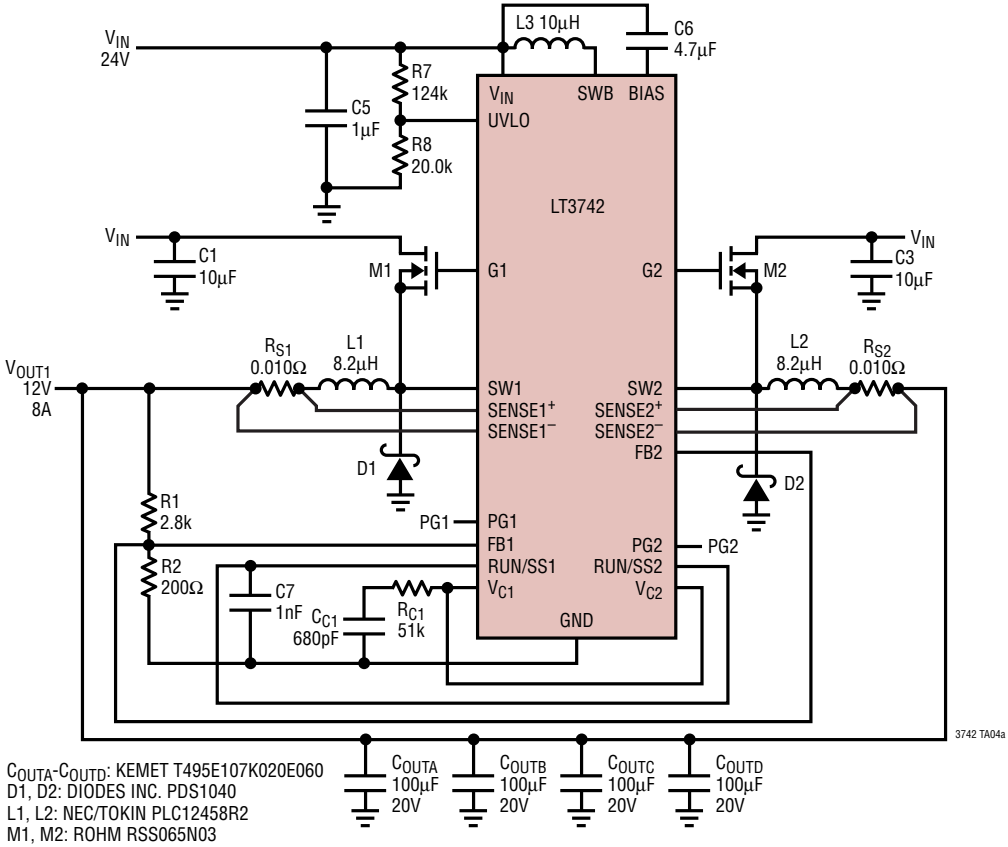 L3 10µH
C6
4.7µF
VIN
24V
R7
124k
C5
1µF
R8
20.0k
VIN
SWB
BIAS
UVLO
LT3742
VIN
C1
10µF
M1
G1
G2
M2
VIN
C3
10µF
VOUT1
12V
8A
RS1
0.010Ω
L1
8.2µH
SW1
SENSE1+
SENSE1–
SW2
SENSE2+
SENSE2–
FB2
L2
8.2µH
RS2
0.010Ω
D1
D2
R1
2.8k
PG1
PG1
FB1
RUN/SS1
VC1
PG2
PG2
RUN/SS2
VC2
R2
200Ω
C7
1nF
CC1
680pF
RC1
51k
GND
3742 TA04a
COUTA
100µF
20V
COUTB
100µF
20V
COUTC
100µF
20V
COUTD
100µF
20V
COUTA-COUTD: KEMET T495E107K020E060
D1, D2: DIODES INC. PDS1040
L1, L2: NEC/TOKIN PLC12458R2
M1, M2: ROHM RSS065N03